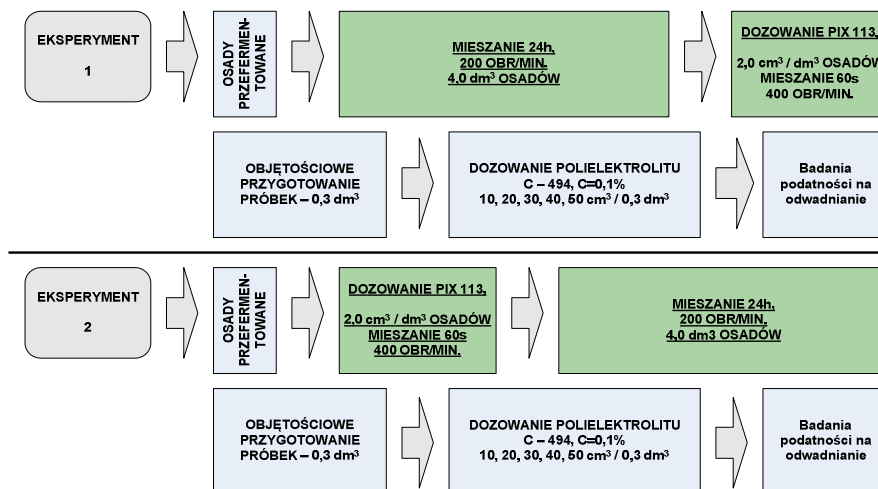 EKSPERYMENT
1
OSADY
PRZEFERMEN-
TOWANE
MIESZANIE 24h,
200 OBR/MIN.
4,0 dm³ OSADÓW
DOZOWANIE PIX 113,
2,0 cm³ / dm³ OSADÓW
MIESZANIE 60s
400 OBR/MIN.
OBJĘTOŚCIOWE
PRZYGOTOWANIE
PRÓBEK – 0,3 dm³
DOZOWANIE POLIELEKTROLITU
C – 494, C=0,1%
10, 20, 30, 40, 50 cm³ / 0,3 dm³
Badania
podatności na
odwadnianie
EKSPERYMENT
2
OSADY
PRZEFERMEN-
TOWANE
DOZOWANIE PIX 113,
2,0 cm³ / dm³ OSADÓW
MIESZANIE 60s
400 OBR/MIN.
MIESZANIE 24h,
200 OBR/MIN.
4,0 dm3 OSADÓW
OBJĘTOŚCIOWE
PRZYGOTOWANIE
PRÓBEK – 0,3 dm³
DOZOWANIE POLIELEKTROLITU
C – 494, C=0,1%
10, 20, 30, 40, 50 cm³ / 0,3 dm³
Badania
podatności na
odwadnianie